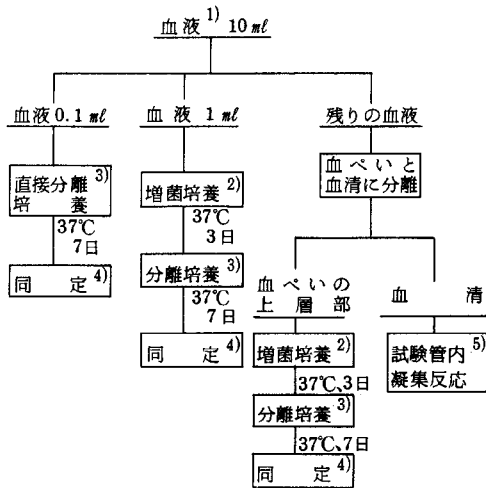 血液1) 10 ml
血液0.1 ml
血液 1 ml
残りの血液
直接分離3)
培養
37℃
7日
同定4)
増菌培養2)
37℃
3日
分離培養3)
37℃
7日
同定4)
血ぺいと
血清に分離
血ぺいの
上層部
増菌培養2)
37℃、3日
分離培養3)
37℃、7日
同定4)
血清
試験管内5)
凝集反応